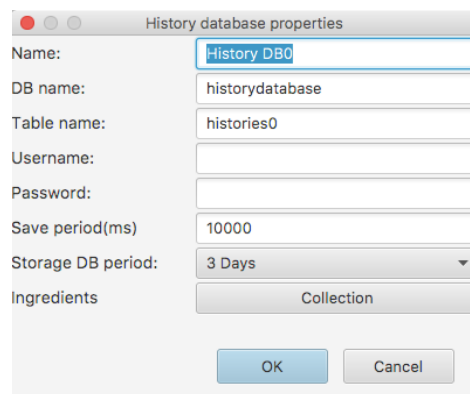 History database properties
Name: History DB0
DB name: historydatabase
Table name: histories0
Username:
Password:
Save period(ms) 10000
Storage DB period: 3 Days
Ingredients Collection
OK Cancel